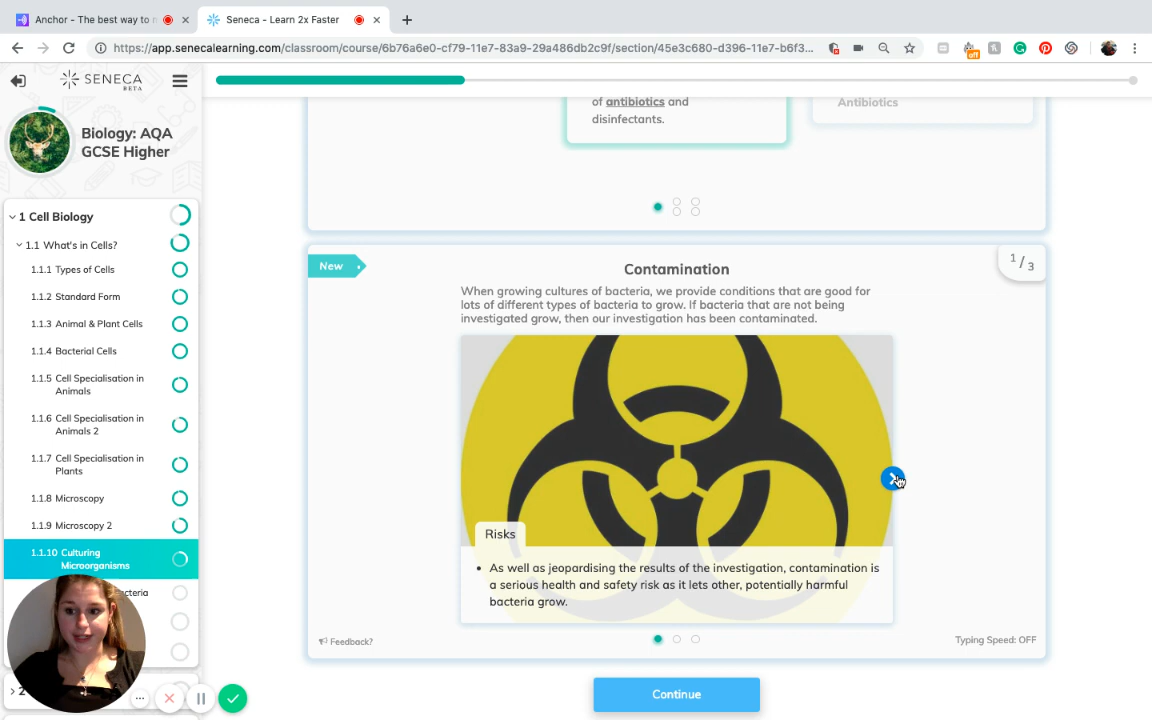 Anchor - The best way to
Seneca - Learn 2x Faster
https://app.senecalearning.com/classroom/course/6b76a6e0-cf79-11e7-83a9-29a486db2c9f/section/45e3c680-d396-11e7-b6f3...
off
SENECA
BETA
Biology: AQA
GCSE Higher
1 Cell Biology
1.1 What's in Cells?
1.1.1 Types of Cells
1.1.2 Standard Form
1.1.3 Animal & Plant Cells
1.1.4 Bacterial Cells
1.1.5 Cell Specialisation in
Animals
1.1.6 Cell Specialisation in
Animals 2
1.1.7 Cell Specialisation in
Plants
1.1.8 Microscopy
1.1.9 Microscopy 2
1.1.10 Culturing
Microorganisms
2
of antibiotics and
disinfectants.
Antibiotics
New
Contamination
1/3
When growing cultures of bacteria, we provide conditions that are good for
lots of different types of bacteria to grow. If bacteria that are not being
investigated grow, then our investigation has been contaminated.
Risks
• As well as jeopardising the results of the investigation, contamination is
a serious health and safety risk as it lets other, potentially harmful
bacteria grow.
Feedback?
Typing Speed: OFF
Continue